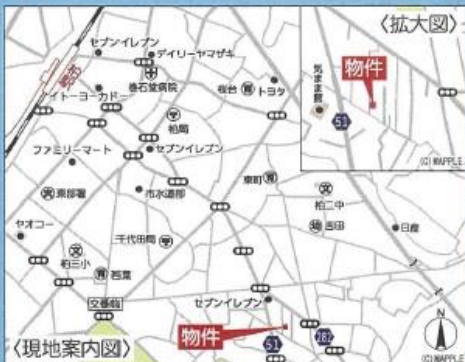 〈拡大図〉
セブンイレブン
デイリーヤマザキ
柏駅
巻石堂病院
桜台
トヨタ
イトーヨーカドー
柏局
ファミリーマート
セブンイレブン
気まま館
物件
51
(C)MAPPLE
東部署
市水道部
東町
柏二中
ヤオコー
千代田局
吉田
日産
柏三小
若葉
交番前
セブンイレブン
物件
51
282
N
〈現地案内図〉
(C)MAPPLE